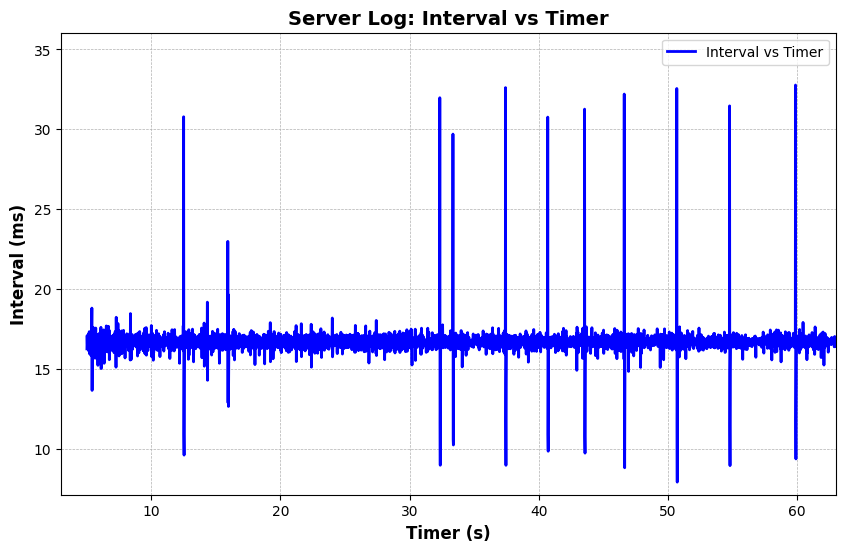 Server Log: Interval vs Timer
Interval vs Timer
35
30
25
20
15
10
Interval (ms)
10 20 30 40 50 60
Timer (s)